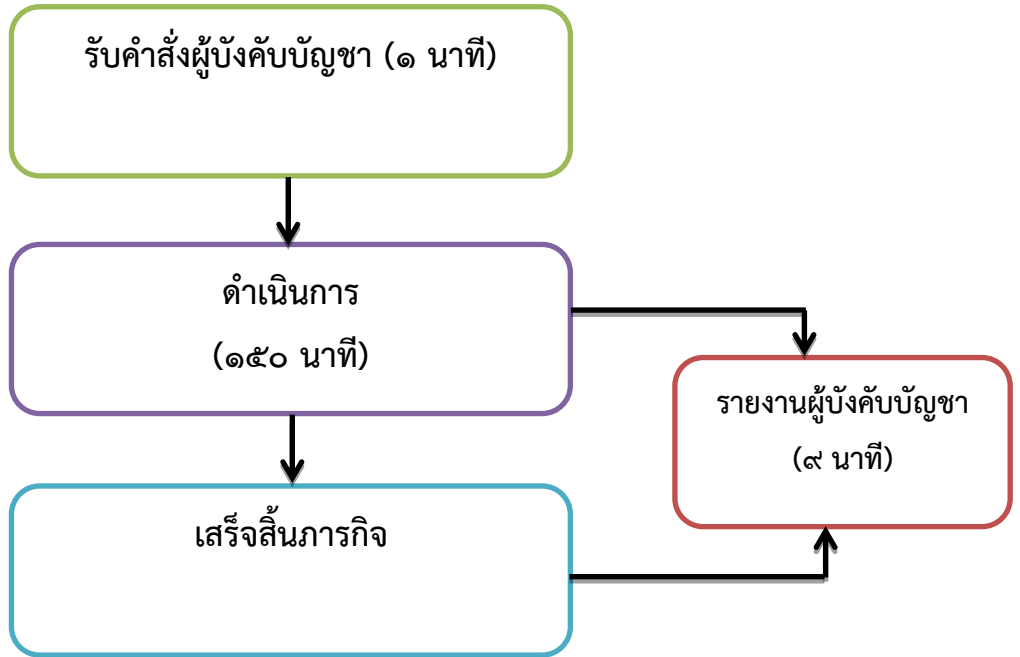 รับคำสั่งผู้บังคับบัญชา (๑ นาที)
ดำเนินการ
(๑๕๐ นาที)
รายงานผู้บังคับบัญชา
(๙ นาที)
เสร็จสิ้นภารกิจ